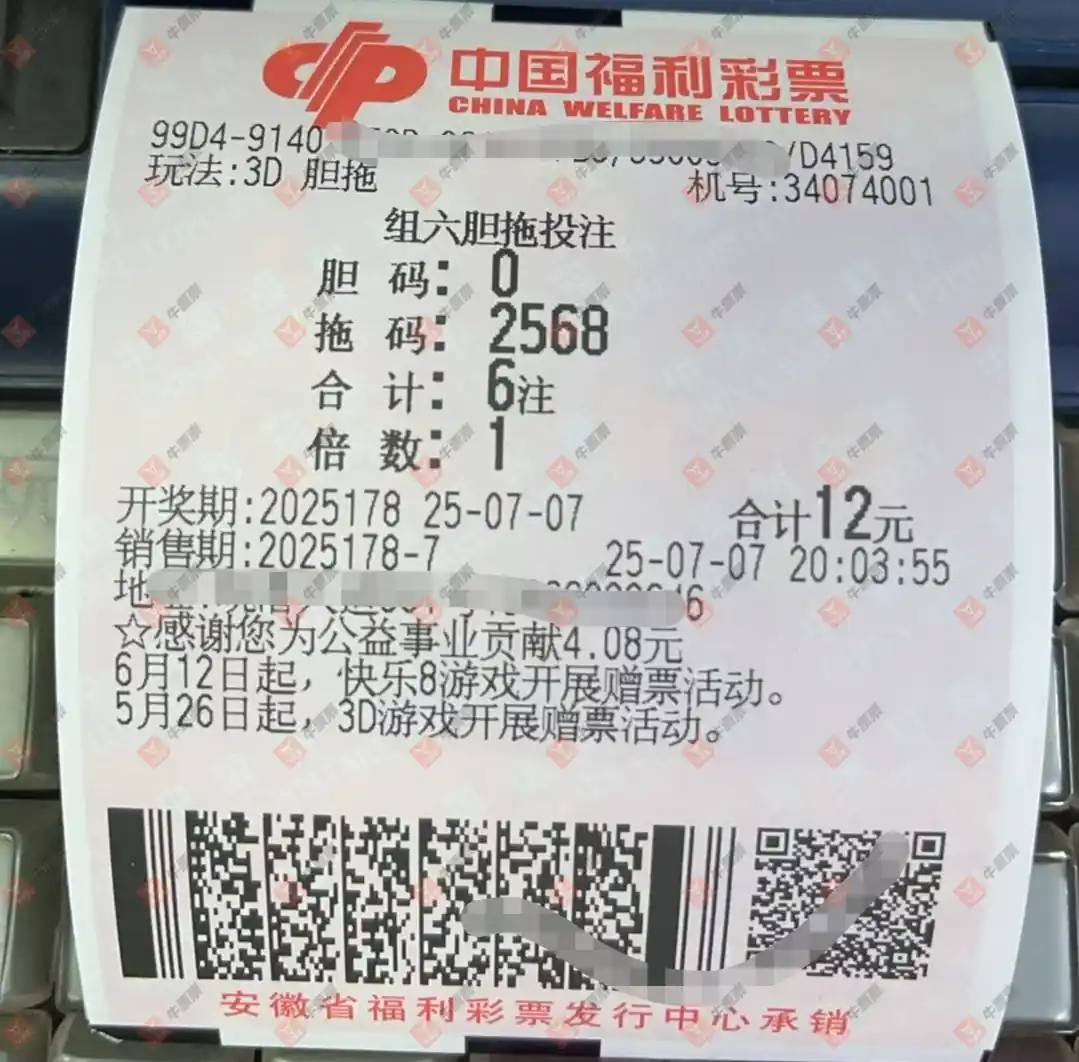 中国福利彩票
CHINA WELFARE LOTTERY
99D4-9140 /D4159
玩法:3D 胆拖
机号:34074001
组六胆拖投注
胆 码: 0
拖 码: 2568
合 计: 6注
倍 数: 1
开奖期:2025178 25-07-07 合计12元
销售期:2025178-7 25-07-07 20:03:55
地
☆感谢您为公益事业贡献4.08元
6月12日起，快乐8游戏开展赠票活动。
5月26日起，3D游戏开展赠票活动。
安徽省福利彩票发行中心承销